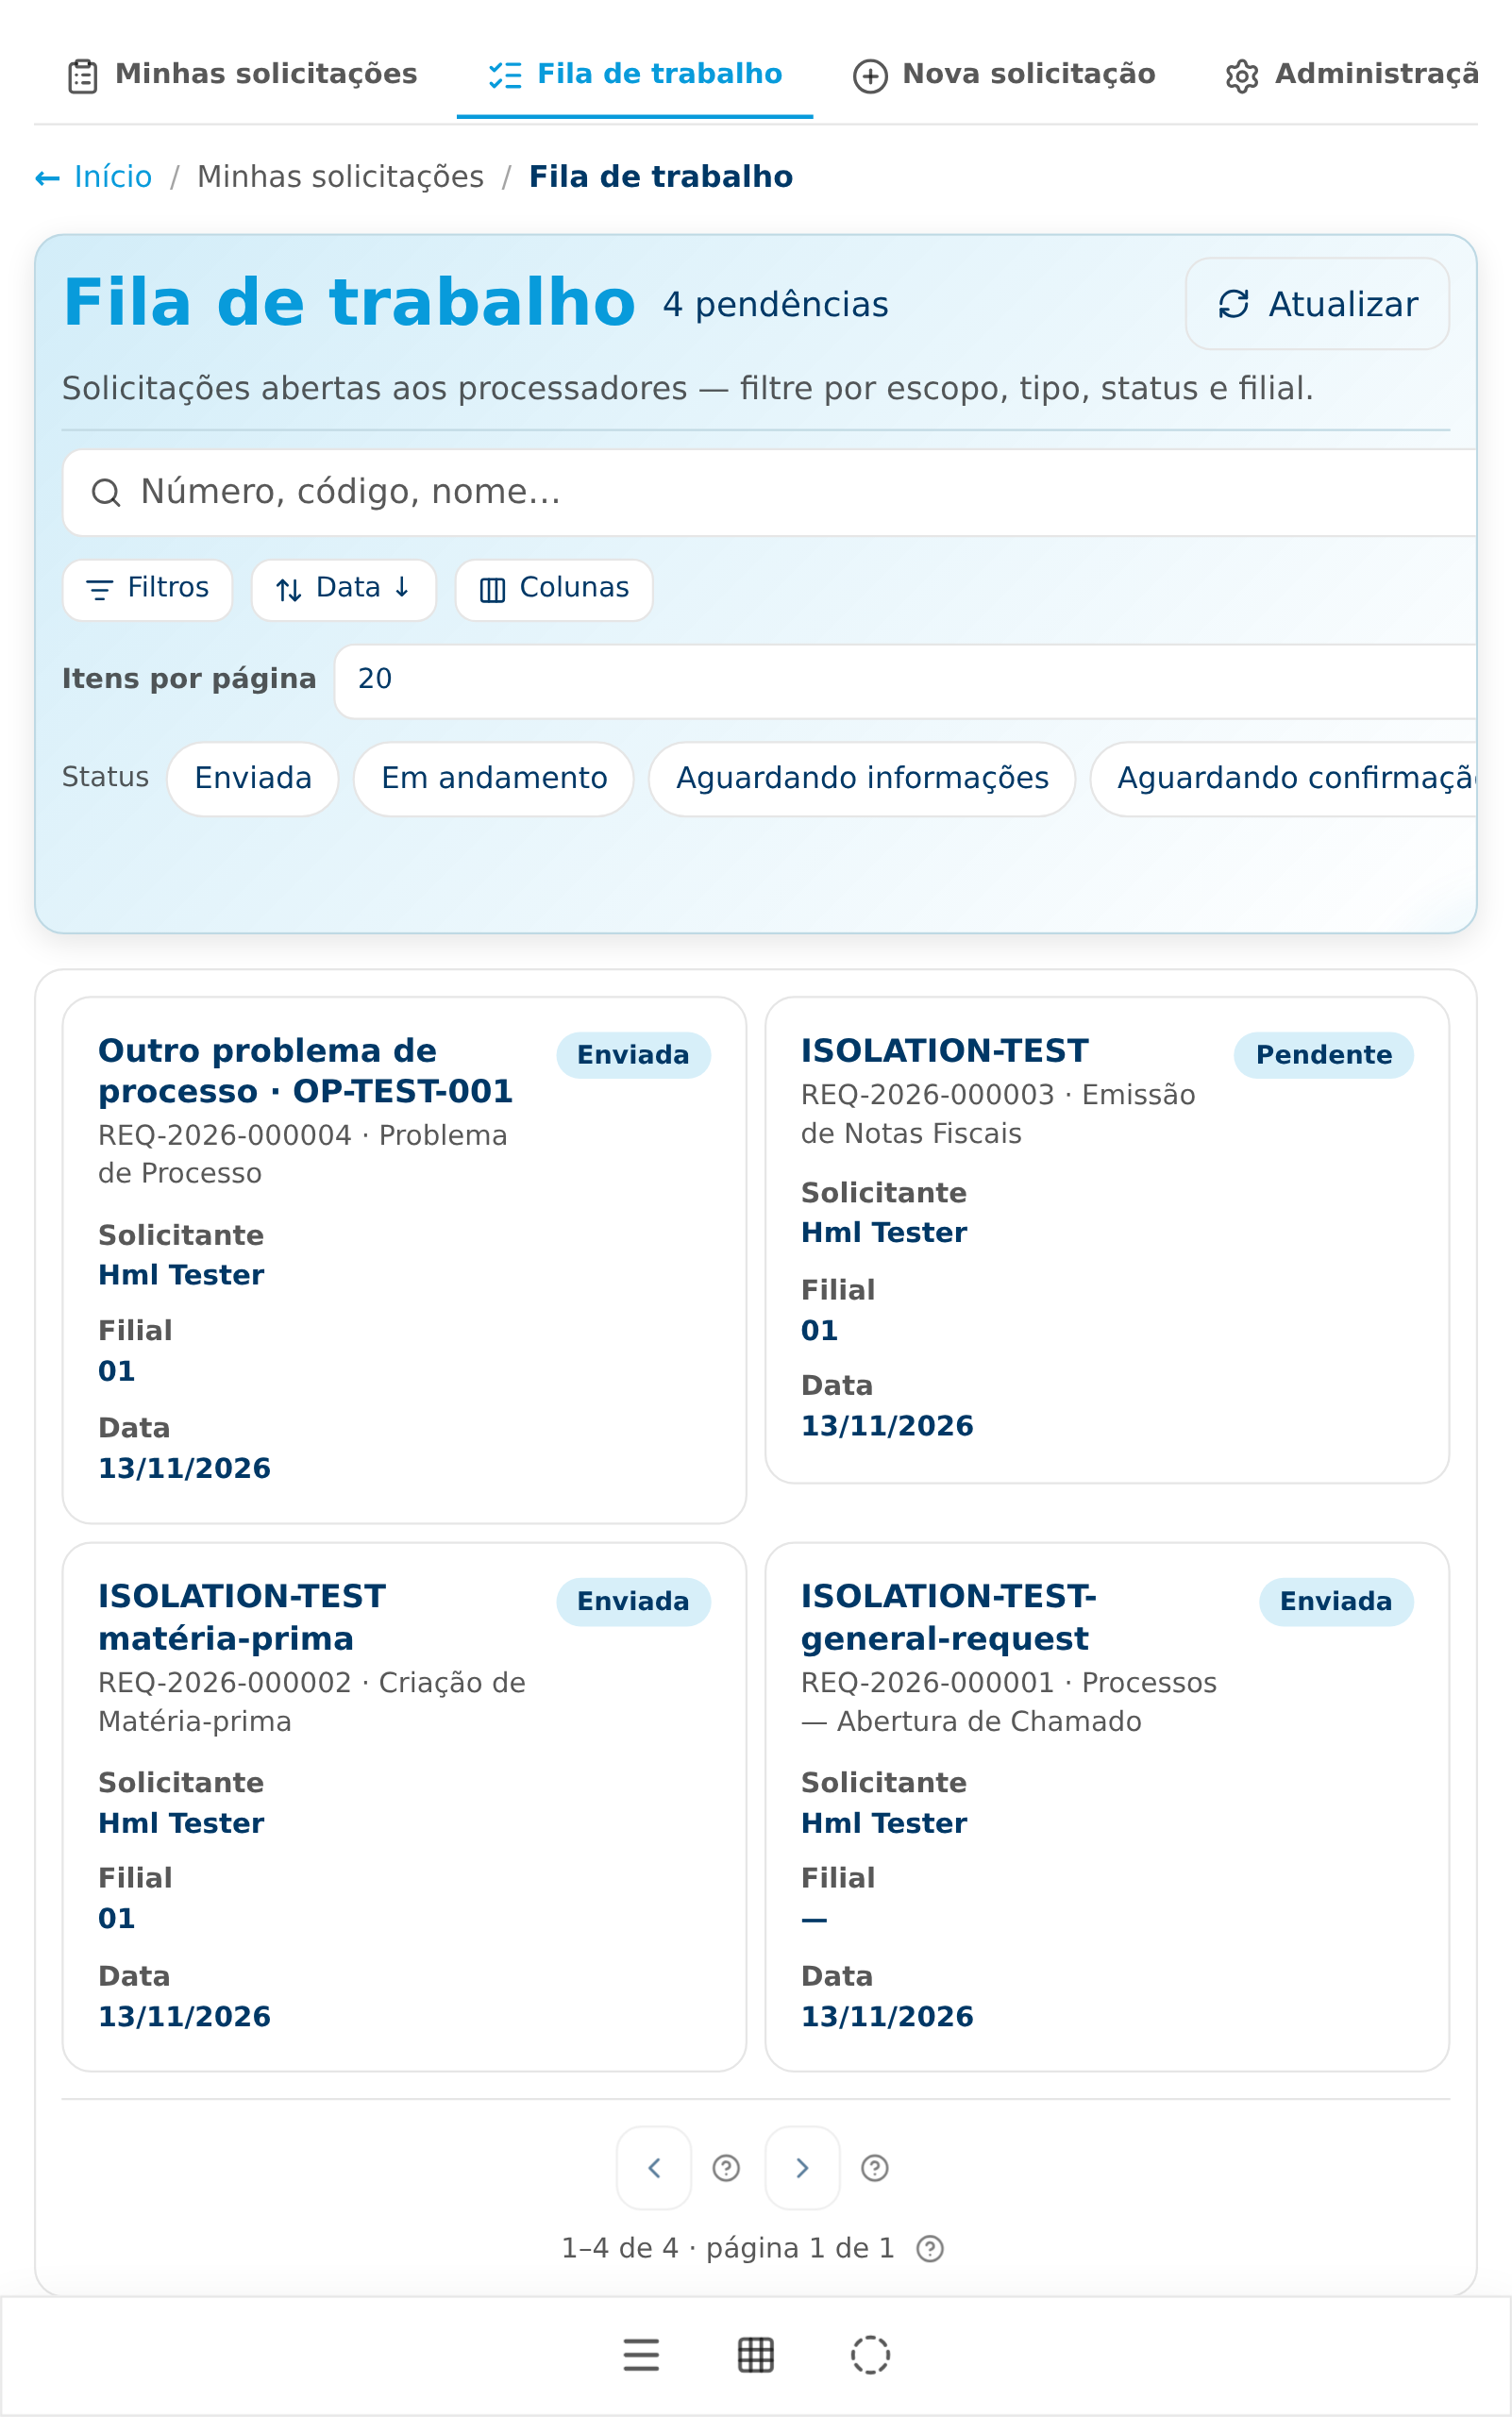 Minhas solicitações
Fila de trabalho
Nova solicitação
Administraçã
← Início / Minhas solicitações / Fila de trabalho
Fila de trabalho 4 pendências
Atualizar
Solicitações abertas aos processadores — filtre por escopo, tipo, status e filial.
Número, código, nome...
Filtros
Data ↓
Colunas
Itens por página 20
Status
Enviada
Em andamento
Aguardando informações
Aguardando confirmaçã
Outro problema de
processo · OP-TEST-001
Enviada
REQ-2026-000004 · Problema
de Processo
Solicitante
Hml Tester
Filial
01
Data
13/11/2026
ISOLATION-TEST
Pendente
REQ-2026-000003 · Emissão
de Notas Fiscais
Solicitante
Hml Tester
Filial
01
Data
13/11/2026
ISOLATION-TEST
matéria-prima
Enviada
REQ-2026-000002 · Criação de
Matéria-prima
Solicitante
Hml Tester
Filial
01
Data
13/11/2026
ISOLATION-TEST-
general-request
Enviada
REQ-2026-000001 · Processos
— Abertura de Chamado
Solicitante
Hml Tester
Filial
—
Data
13/11/2026
1–4 de 4 · página 1 de 1